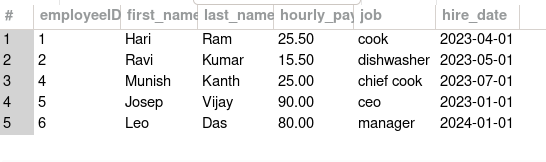 # employeeID first_name last_name hourly_pay job hire_date
1 1 Hari Ram 25.50 cook 2023-04-01
2 2 Ravi Kumar 15.50 dishwasher 2023-05-01
3 4 Munish Kanth 25.00 chief cook 2023-07-01
4 5 Josep Vijay 90.00 ceo 2023-01-01
5 6 Leo Das 80.00 manager 2024-01-01